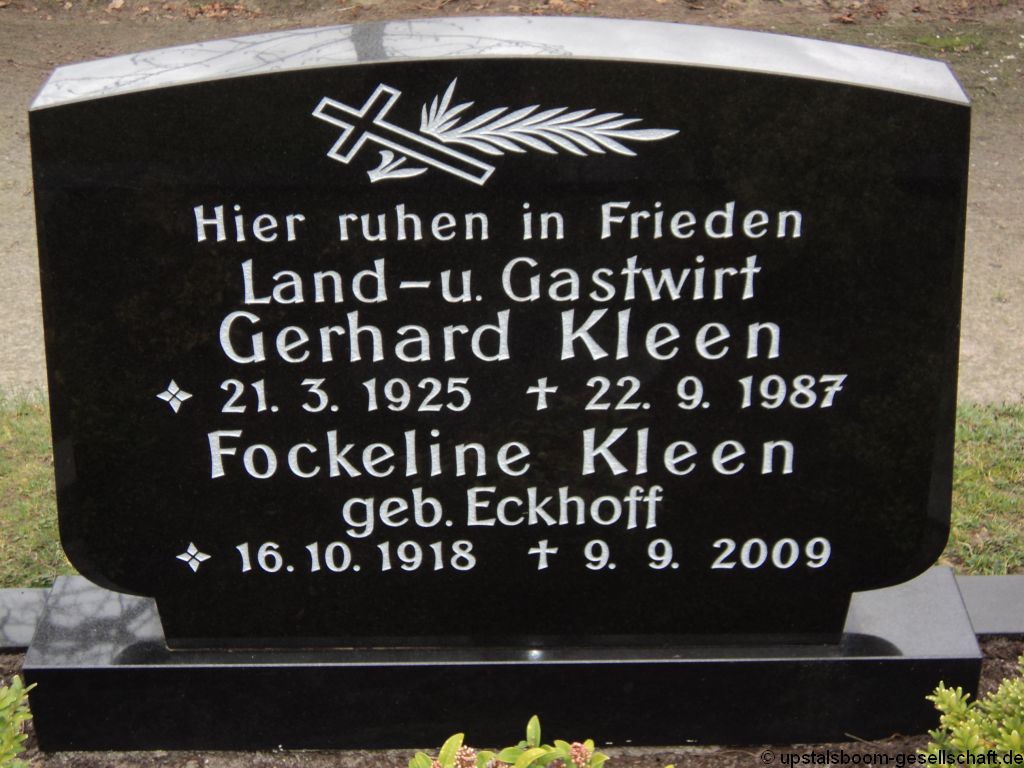 Hier ruhen in Frieden
Land-u. Gastwirt
Gerhard Kleen
21. 3. 1925 † 22. 9. 1987
Fockeline Kleen
geb. Eckhoff
16. 10. 1918 † 9. 9. 2009
© upstalsboom-gesellschaft.de